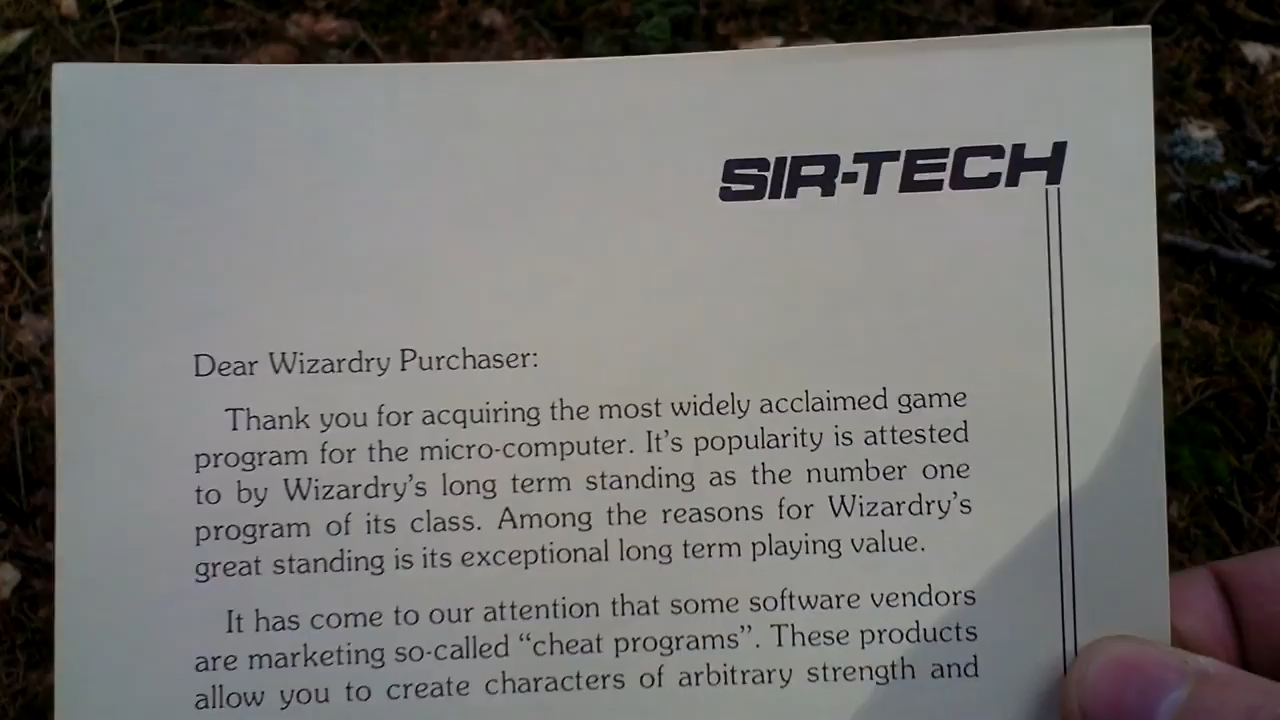 SIR-TECH
Dear Wizardry Purchaser:
Thank you for acquiring the most widely acclaimed game
program for the micro-computer. It's popularity is attested
to by Wizardry's long term standing as the number one
program of its class. Among the reasons for Wizardry's
great standing is its exceptional long term playing value.
It has come to our attention that some software vendors
are marketing so-called “cheat programs”. These products
allow you to create characters of arbitrary strength and